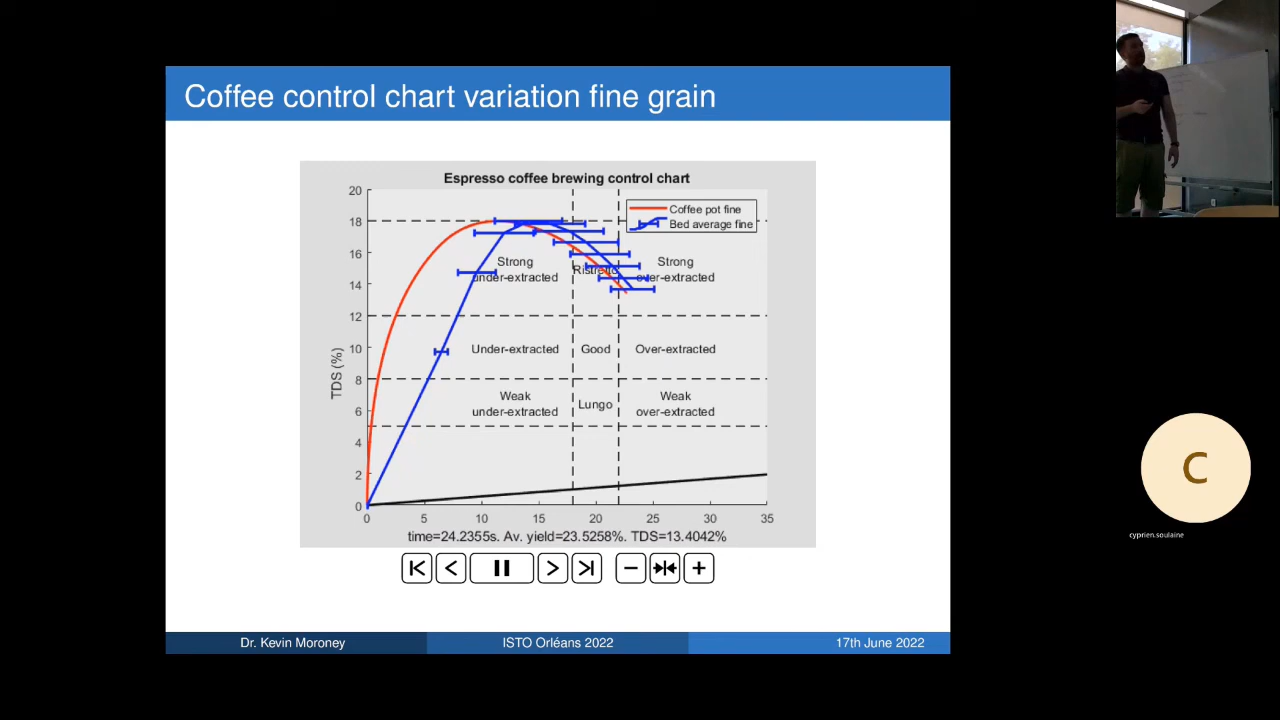 Coffee control chart variation fine grain
Espresso coffee brewing control chart
Coffee pot fine
Bed average fine
TDS (%)
20
18
16
14
12
10
8
6
4
2
0
Strong
under-extracted
Ristretto
Strong
over-extracted
Under-extracted
Good
Over-extracted
Weak
under-extracted
Lungo
Weak
over-extracted
0 5 10 15 20 25 30 35
time=24.2355s. Av. yield=23.5258%. TDS=13.4042%
Dr. Kevin Moroney
ISTO Orléans 2022
17th June 2022
C
cyprien.soulaine